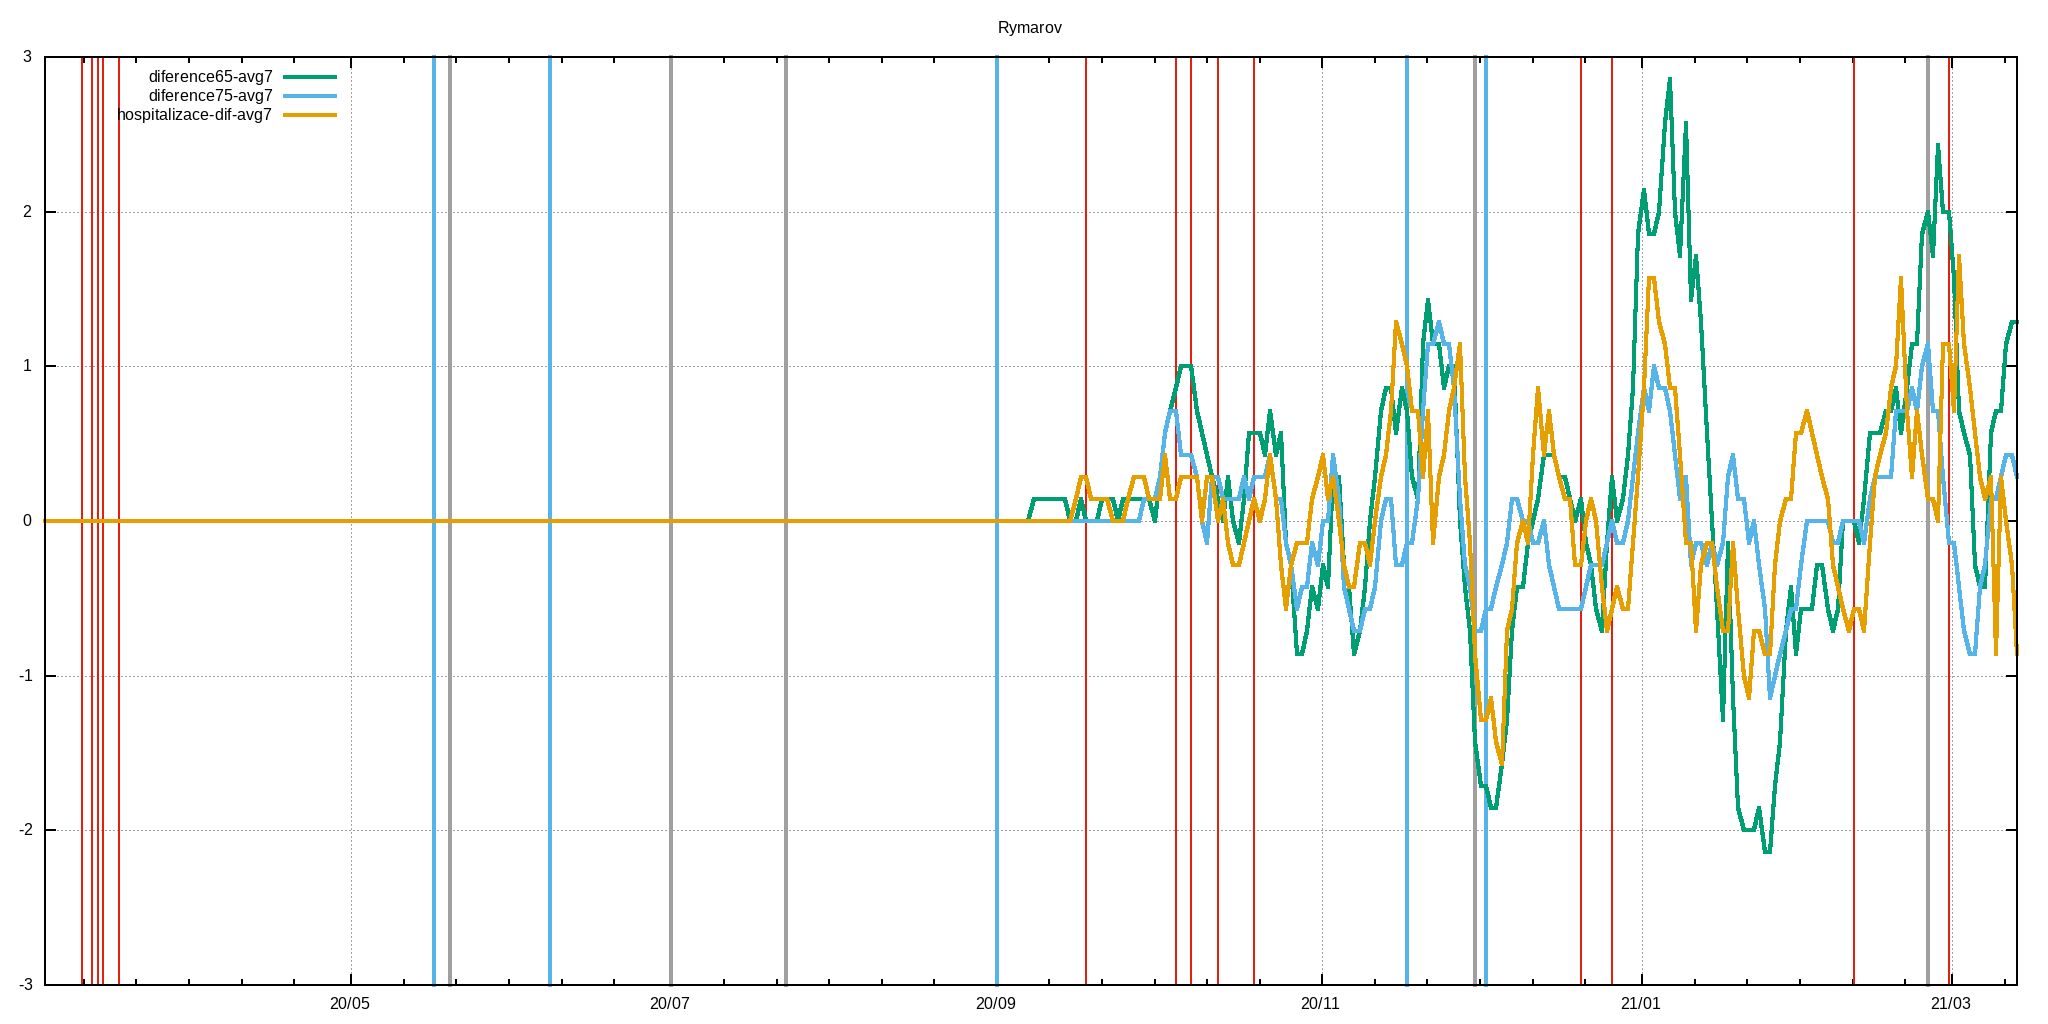 Rymarov
3
diference65-avg7
diference75-avg7
hospitalizace-dif-avg7
2
1
0
-1
-2
-3
20/05 20/07 20/09 20/11 21/01 21/03